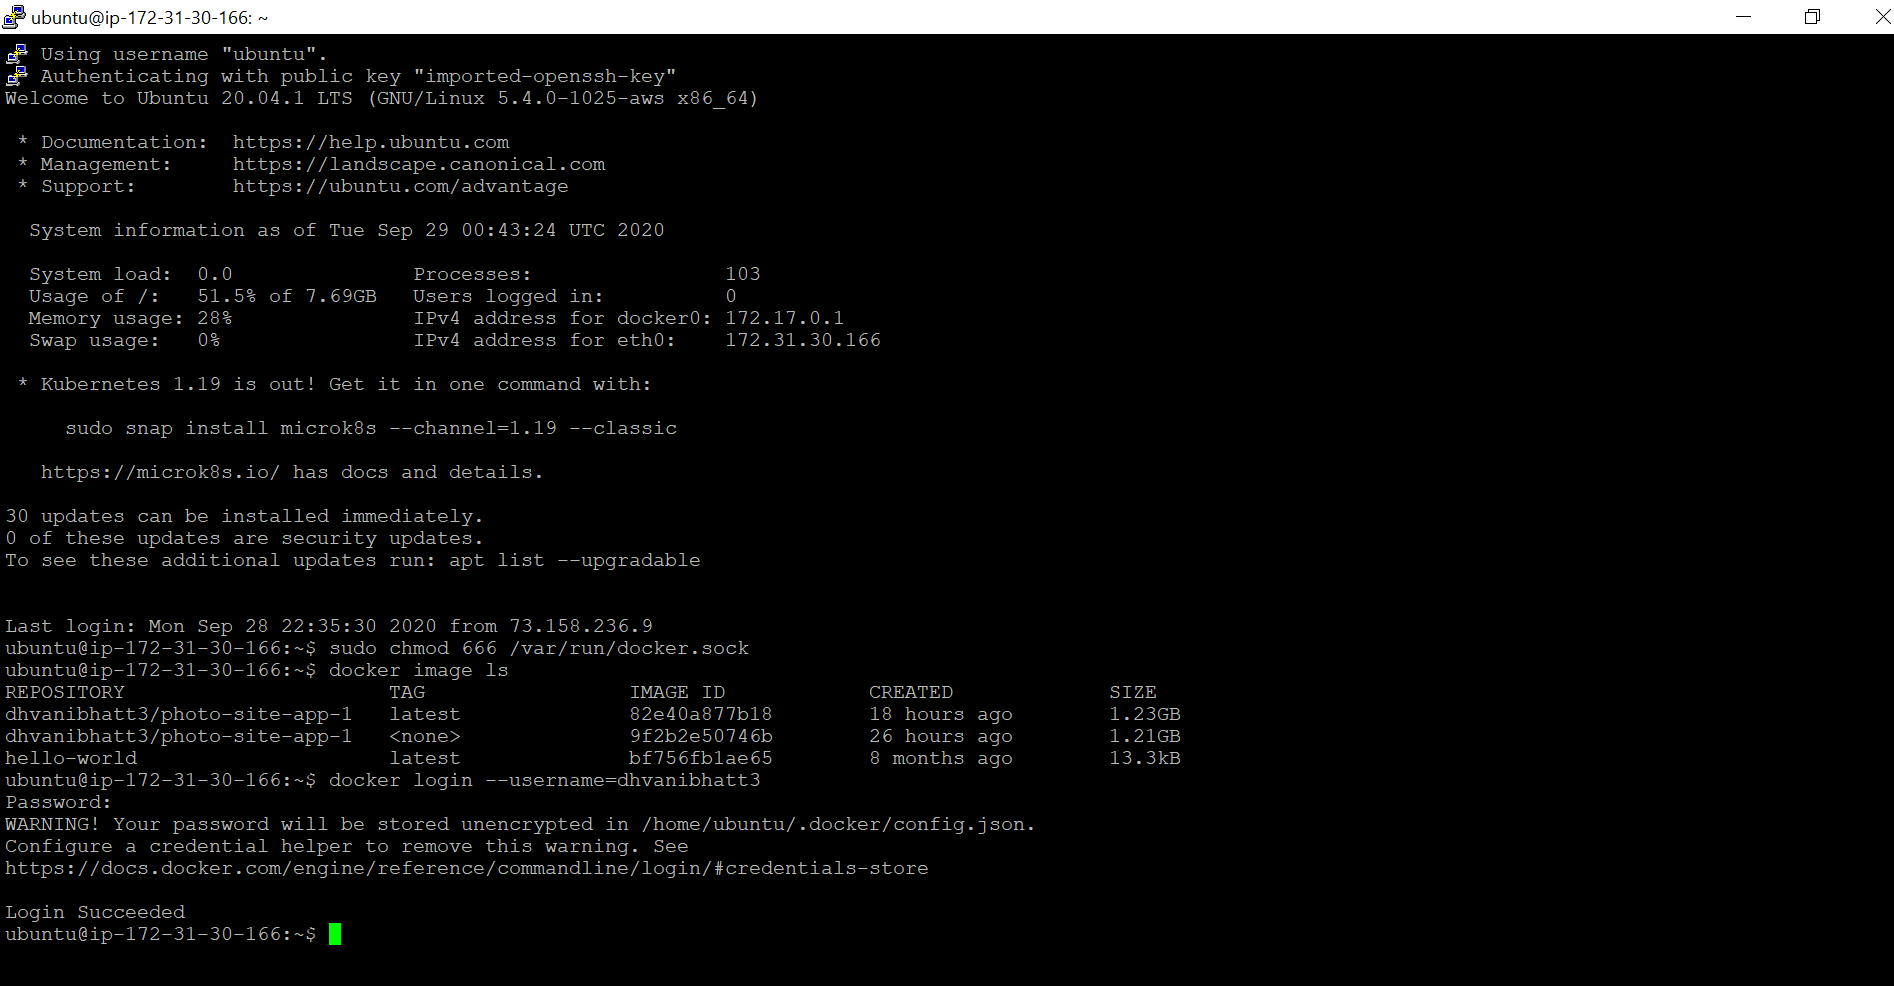 ubuntu@ip-172-31-30-166: ~
Using username "ubuntu".
Authenticating with public key "imported-openssh-key"
Welcome to Ubuntu 20.04.1 LTS (GNU/Linux 5.4.0-1025-aws x86_64)
* Documentation:  https://help.ubuntu.com
* Management:     https://landscape.canonical.com
* Support:        https://ubuntu.com/advantage
System information as of Tue Sep 29 00:43:24 UTC 2020
System load:  0.0               Processes:                103
Usage of /:   51.5% of 7.69GB   Users logged in:          0
Memory usage: 28%               IPv4 address for docker0: 172.17.0.1
Swap usage:   0%                IPv4 address for eth0:    172.31.30.166
* Kubernetes 1.19 is out! Get it in one command with:
sudo snap install microk8s --channel=1.19 --classic
https://microk8s.io/ has docs and details.
30 updates can be installed immediately.
0 of these updates are security updates.
To see these additional updates run: apt list --upgradable
Last login: Mon Sep 28 22:35:30 2020 from 73.158.236.9
ubuntu@ip-172-31-30-166:~$ sudo chmod 666 /var/run/docker.sock
ubuntu@ip-172-31-30-166:~$ docker image ls
REPOSITORY                      TAG                 IMAGE ID            CREATED             SIZE
dhvanibhatt3/photo-site-app-1   latest              82e40a877b18        18 hours ago        1.23GB
dhvanibhatt3/photo-site-app-1   <none>              9f2b2e50746b        26 hours ago        1.21GB
hello-world                     latest              bf756fb1ae65        8 months ago        13.3kB
ubuntu@ip-172-31-30-166:~$ docker login --username=dhvanibhatt3
Password:
WARNING! Your password will be stored unencrypted in /home/ubuntu/.docker/config.json.
Configure a credential helper to remove this warning. See
https://docs.docker.com/engine/reference/commandline/login/#credentials-store
Login Succeeded
ubuntu@ip-172-31-30-166:~$